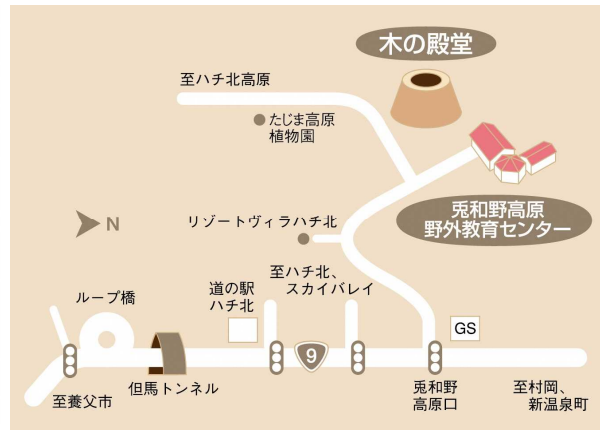 木の殿堂
至ハチ北高原
たじま高原
植物園
兎和野高原
野外教育センター
N
リゾートヴィラハチ北
至ハチ北、
スカイバレイ
道の駅
ハチ北
ループ橋
GS
9
至養父市
但馬トンネル
兎和野
高原口
至村岡、
新温泉町